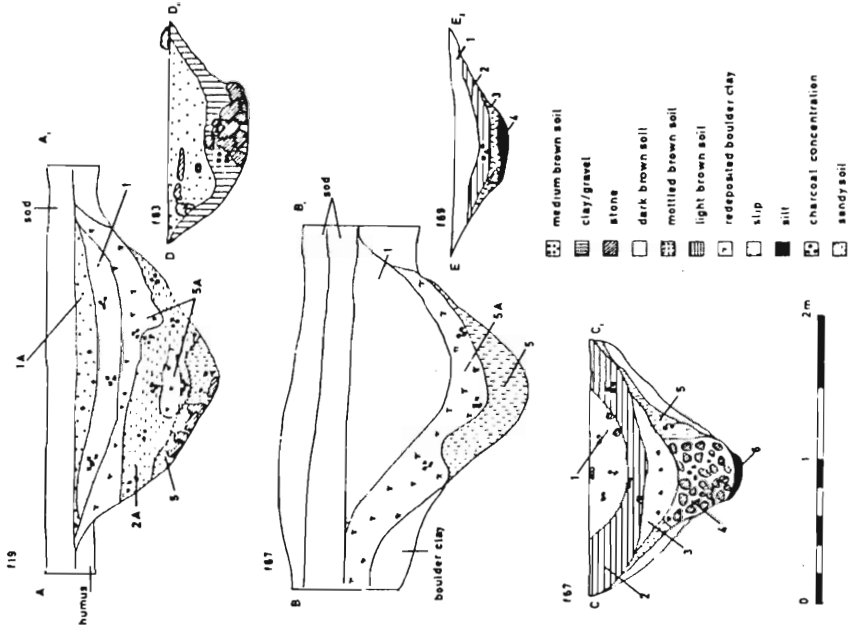 f19
A
A₁
sod
humus
1A
1
2A
5
5A
f83
D
D₁
f67
B
B₁
sod
1
5A
5
boulder clay
f69
E
E₁
1
2
3
4
f67
C
C₁
1
2
3
4
5
6
medium brown soil
clay/gravel
stone
dark brown soil
mottled brown soil
light brown soil
redeposited boulder clay
slip
silt
charcoal concentration
sandy soil
0 1 2m